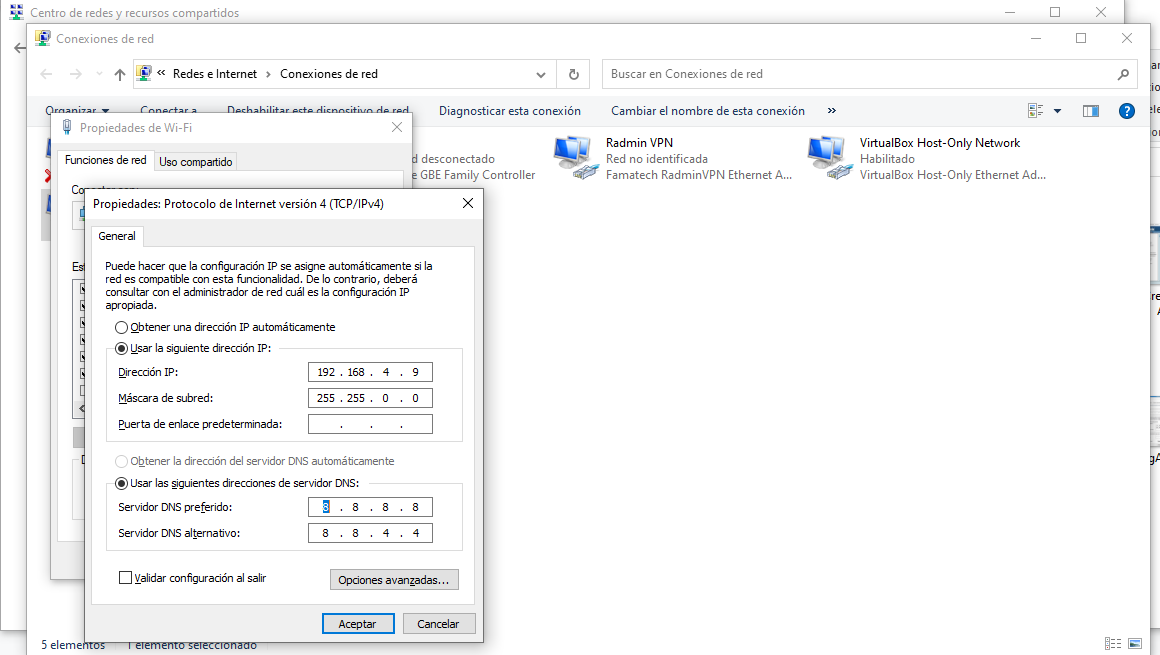 Centro de redes y recursos compartidos
Conexiones de red
« Redes e Internet › Conexiones de red
Buscar en Conexiones de red
Organizar Conectar a Deshabilitar este dispositivo de red Diagnosticar esta conexión Cambiar el nombre de esta conexión »
Propiedades de Wi-Fi
Funciones de red
Uso compartido
d desconectado
e GBE Family Controller
Radmin VPN
Red no identificada
Famatech RadminVPN Ethernet A...
VirtualBox Host-Only Network
Habilitado
VirtualBox Host-Only Ethernet Ad...
Propiedades: Protocolo de Internet versión 4 (TCP/IPv4)
General
Puede hacer que la configuración IP se asigne automáticamente si la
red es compatible con esta funcionalidad. De lo contrario, deberá
consultar con el administrador de red cuál es la configuración IP
apropiada.
Obtener una dirección IP automáticamente
Usar la siguiente dirección IP:
Dirección IP: 192 . 168 . 4 . 9
Máscara de subred: 255 . 255 . 0 . 0
Puerta de enlace predeterminada: . . .
Obtener la dirección del servidor DNS automáticamente
Usar las siguientes direcciones de servidor DNS:
Servidor DNS preferido: 8 . 8 . 8 . 8
Servidor DNS alternativo: 8 . 8 . 4 . 4
Validar configuración al salir
Opciones avanzadas...
Aceptar Cancelar
5 elementos 1 elemento seleccionado